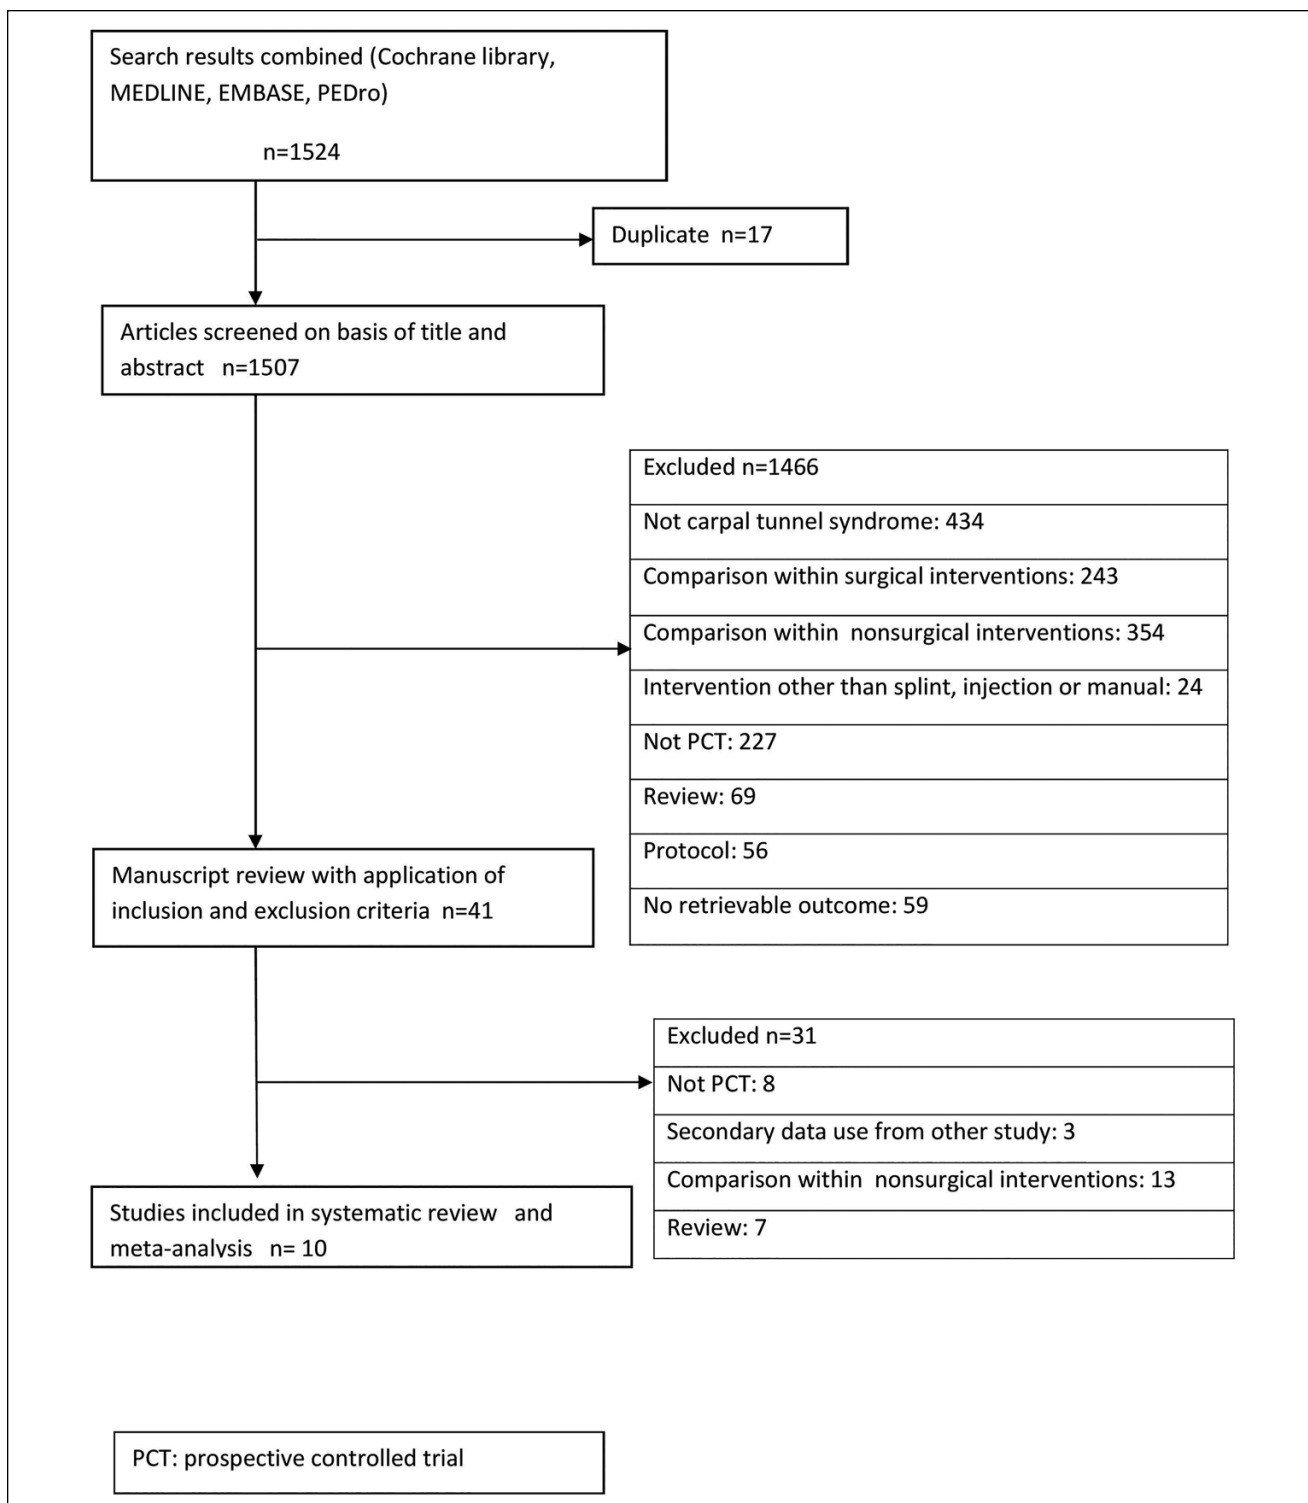 Search results combined (Cochrane library,
MEDLINE, EMBASE, PEDro)
n=1524
Duplicate n=17
Articles screened on basis of title and
abstract n=1507
Excluded n=1466
Not carpal tunnel syndrome: 434
Comparison within surgical interventions: 243
Comparison within nonsurgical interventions: 354
Intervention other than splint, injection or manual: 24
Not PCT: 227
Review: 69
Protocol: 56
No retrievable outcome: 59
Manuscript review with application of
inclusion and exclusion criteria n=41
Excluded n=31
Not PCT: 8
Secondary data use from other study: 3
Comparison within nonsurgical interventions: 13
Review: 7
Studies included in systematic review and
meta-analysis n= 10
PCT: prospective controlled trial